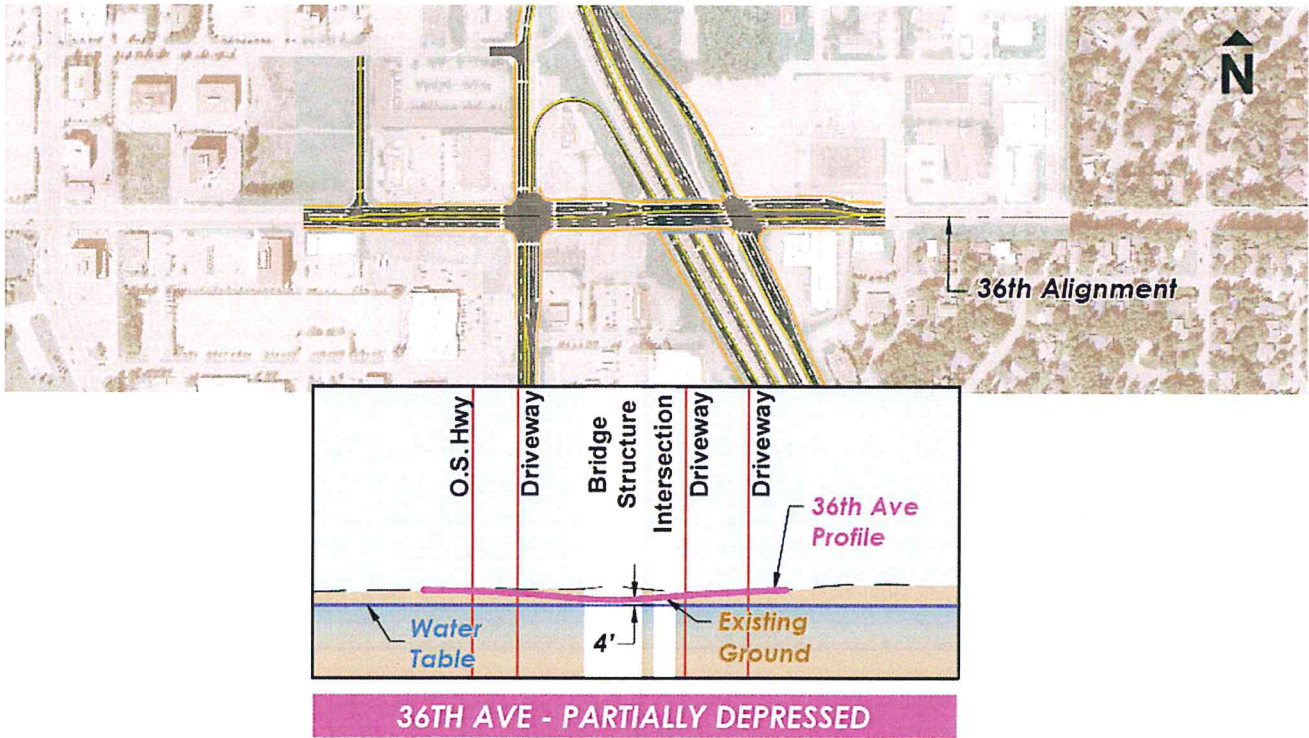 N
36th Alignment
O.S. Hwy
Driveway
Bridge
Structure
Intersection
Driveway
Driveway
36th Ave
Profile
Water
Table
4'
Existing
Ground
36TH AVE - PARTIALLY DEPRESSED